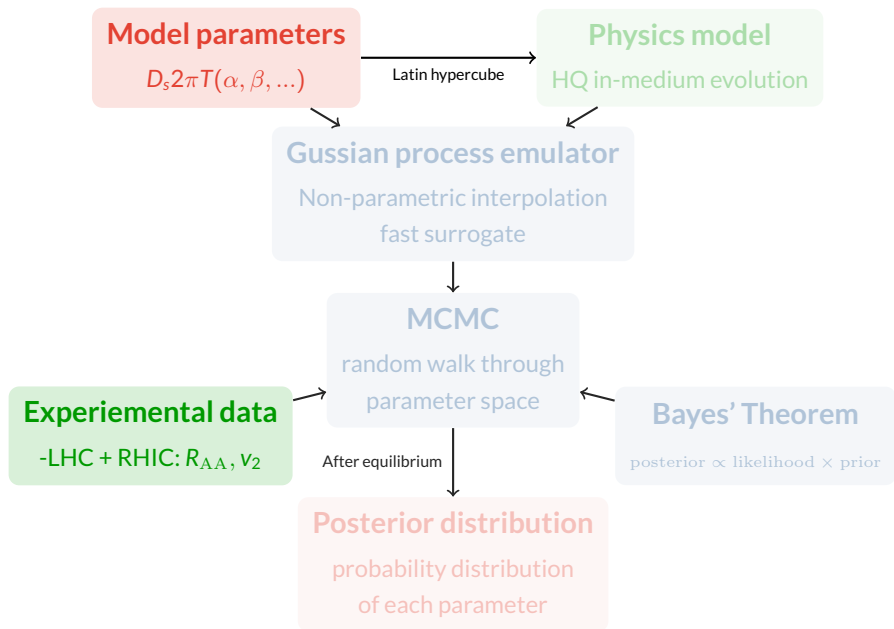 Model parameters
D_s2πT(α, β, ...)
Latin hypercube
Physics model
HQ in-medium evolution
Gussian process emulator
Non-parametric interpolation
fast surrogate
MCMC
random walk through
parameter space
Experiemental data
-LHC + RHIC: R_AA, v_2
Bayes' Theorem
posterior ∝ likelihood × prior
After equilibrium
Posterior distribution
probability distribution
of each parameter